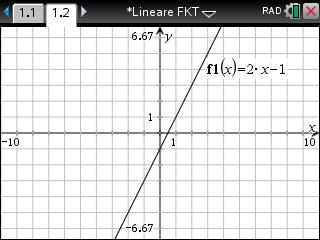 1.1 1.2 *Lineare FKT RAD
6.67 y
f1(x)=2·x−1
1
x
-10 1 10
-6.67